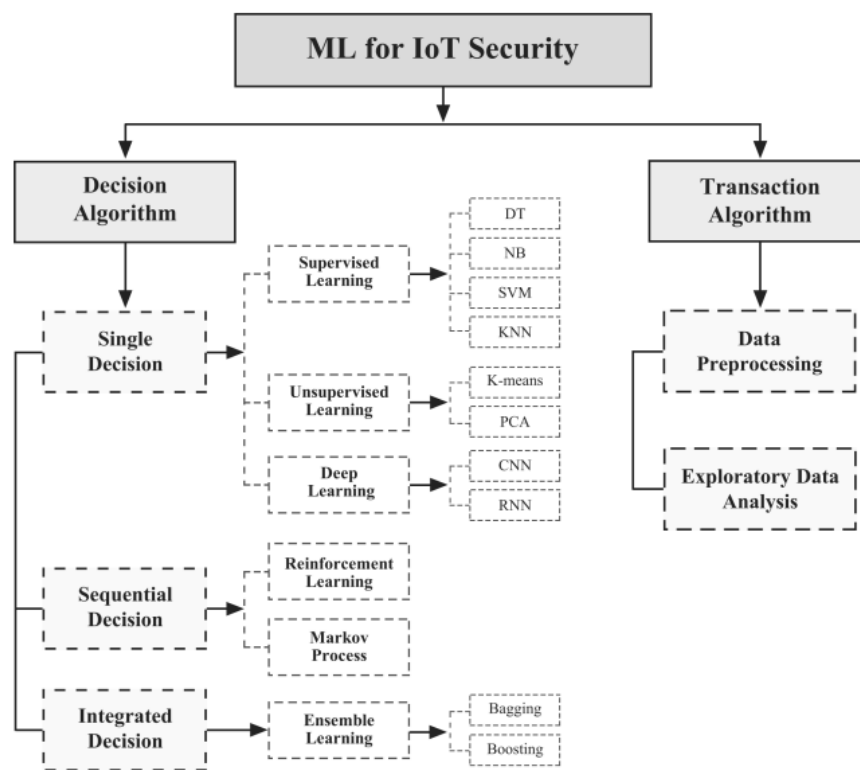 ML for IoT Security
Decision
Algorithm
Transaction
Algorithm
Single
Decision
Supervised
Learning
DT
NB
SVM
KNN
Unsupervised
Learning
K-means
PCA
Deep
Learning
CNN
RNN
Sequential
Decision
Reinforcement
Learning
Markov
Process
Integrated
Decision
Ensemble
Learning
Bagging
Boosting
Data
Preprocessing
Exploratory Data
Analysis